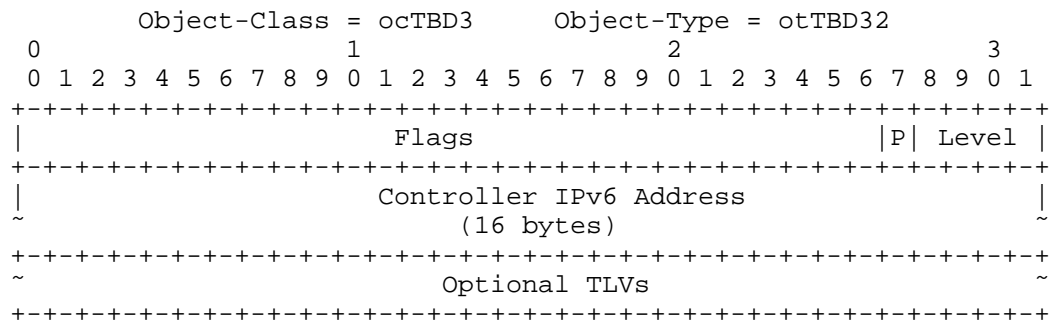 Object-Class = ocTBD3      Object-Type = otTBD32
 0                   1                   2                   3
 0 1 2 3 4 5 6 7 8 9 0 1 2 3 4 5 6 7 8 9 0 1 2 3 4 5 6 7 8 9 0 1
+-+-+-+-+-+-+-+-+-+-+-+-+-+-+-+-+-+-+-+-+-+-+-+-+-+-+-+-+-+-+-+-+
|                       Flags                         |P| Level |
+-+-+-+-+-+-+-+-+-+-+-+-+-+-+-+-+-+-+-+-+-+-+-+-+-+-+-+-+-+-+-+-+
|                      Controller IPv6 Address                  |
~                           (16 bytes)                          ~
+-+-+-+-+-+-+-+-+-+-+-+-+-+-+-+-+-+-+-+-+-+-+-+-+-+-+-+-+-+-+-+-+
~                          Optional TLVs                        ~
+-+-+-+-+-+-+-+-+-+-+-+-+-+-+-+-+-+-+-+-+-+-+-+-+-+-+-+-+-+-+-+-+